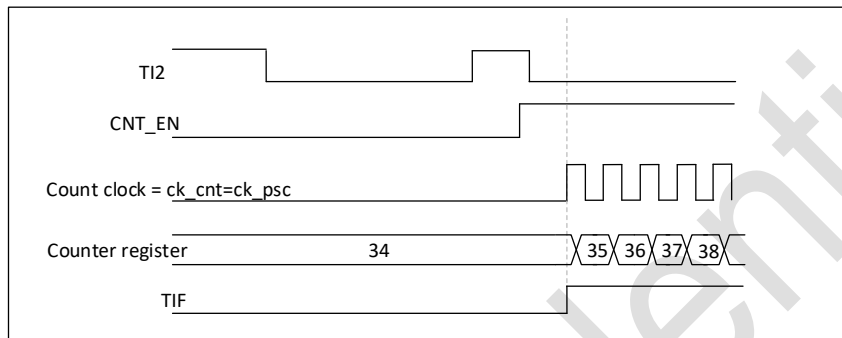 TI2
CNT_EN
Count clock = ck_cnt=ck_psc
Counter register 34 35 36 37 38
TIF